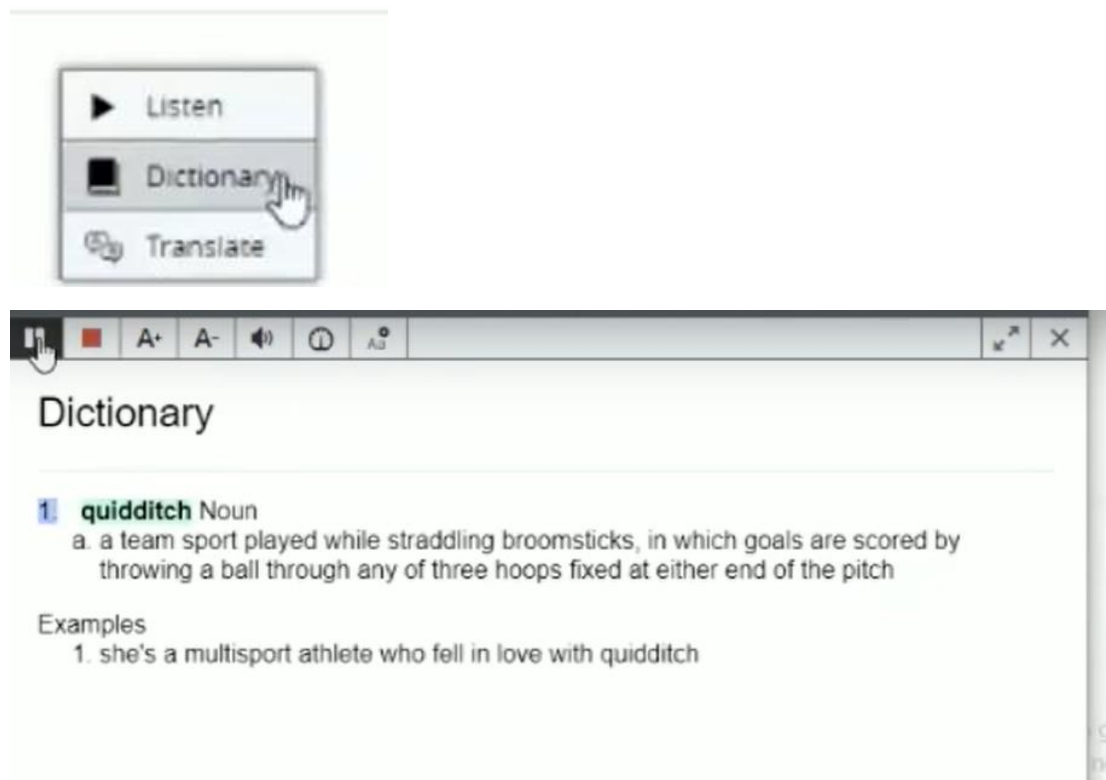 Listen
Dictionary
Translate
A+ A-
Dictionary
1. quidditch Noun
a. a team sport played while straddling broomsticks, in which goals are scored by
throwing a ball through any of three hoops fixed at either end of the pitch
Examples
1. she's a multisport athlete who fell in love with quidditch